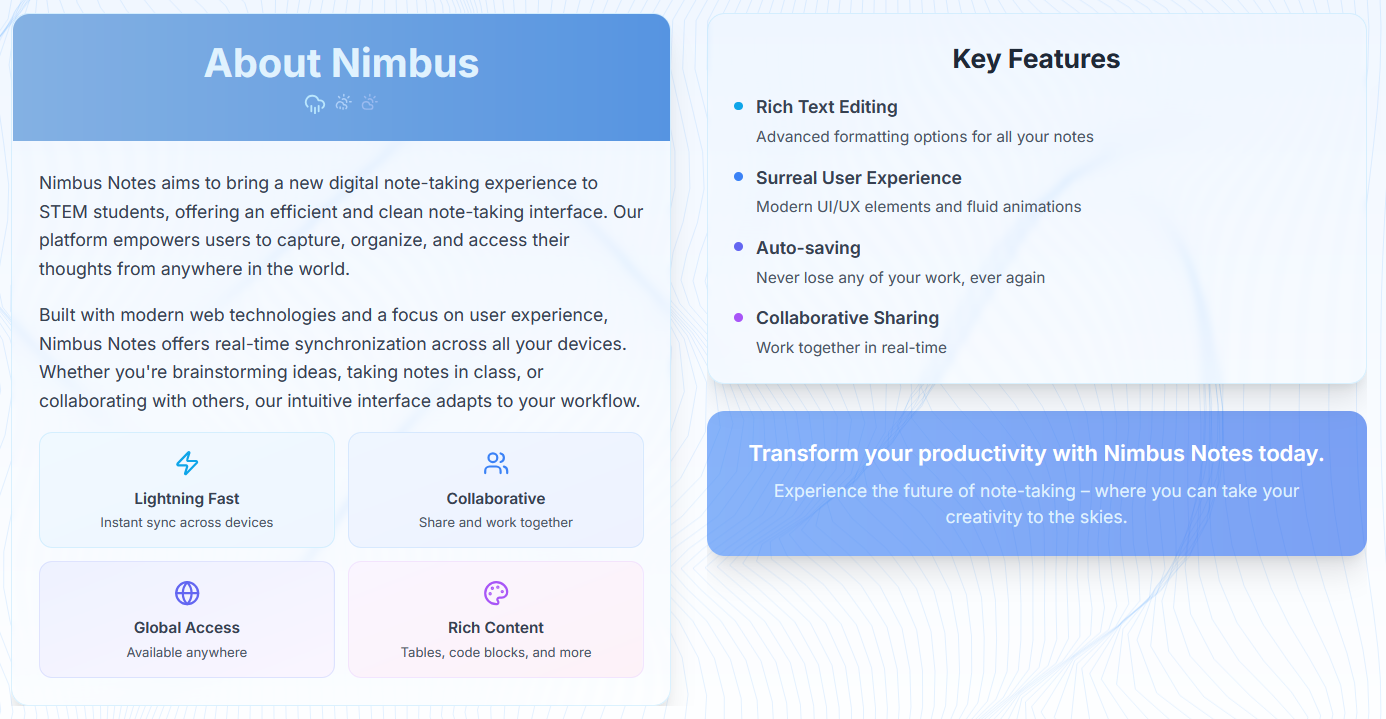 About Nimbus
Nimbus Notes aims to bring a new digital note-taking experience to
STEM students, offering an efficient and clean note-taking interface. Our
platform empowers users to capture, organize, and access their
thoughts from anywhere in the world.
Built with modern web technologies and a focus on user experience,
Nimbus Notes offers real-time synchronization across all your devices.
Whether you're brainstorming ideas, taking notes in class, or
collaborating with others, our intuitive interface adapts to your workflow.
Lightning Fast
Instant sync across devices
Collaborative
Share and work together
Global Access
Available anywhere
Rich Content
Tables, code blocks, and more
Key Features
Rich Text Editing
Advanced formatting options for all your notes
Surreal User Experience
Modern UI/UX elements and fluid animations
Auto-saving
Never lose any of your work, ever again
Collaborative Sharing
Work together in real-time
Transform your productivity with Nimbus Notes today.
Experience the future of note-taking – where you can take your
creativity to the skies.